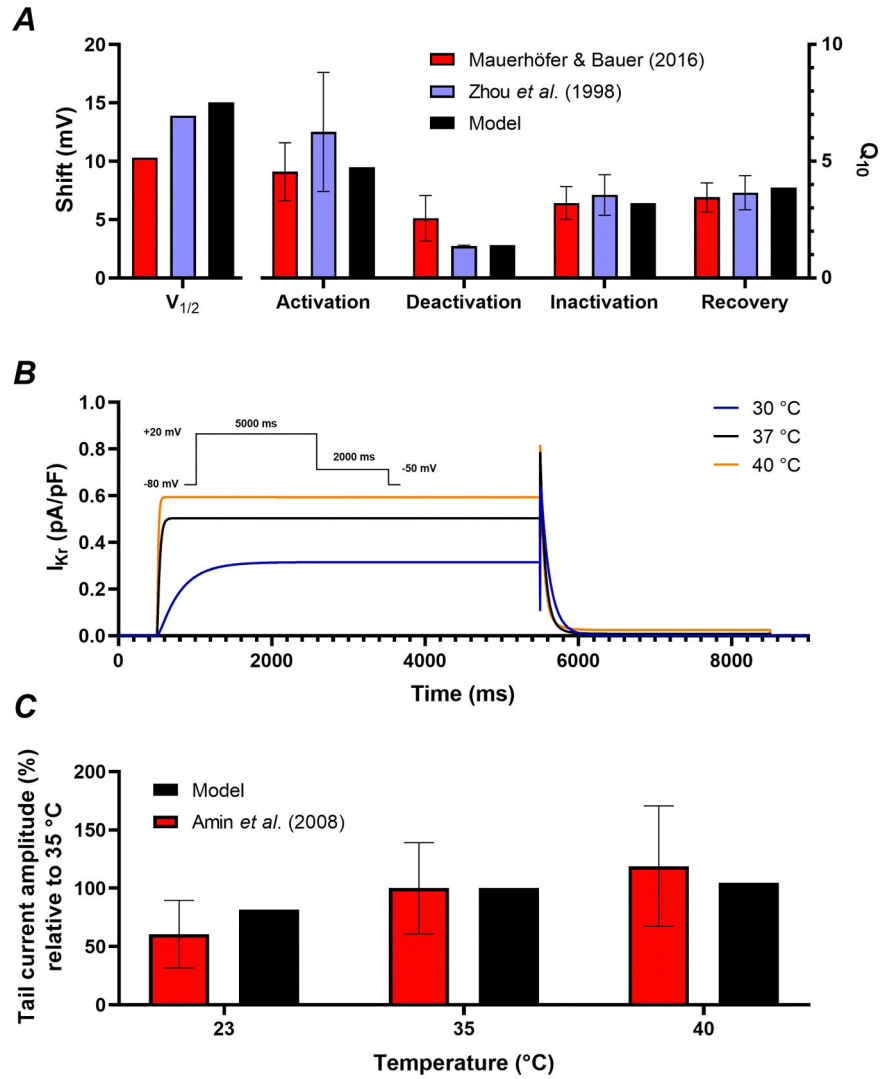 A
Shift (mV)
20
15
10
5
0
Mauerhöfer & Bauer (2016)
Zhou et al. (1998)
Model
10
5
0
Q10
V1/2
Activation
Deactivation
Inactivation
Recovery
B
IKr (pA/pF)
1.0
0.8
0.6
0.4
0.2
0.0
+20 mV
5000 ms
2000 ms
-50 mV
-80 mV
30 °C
37 °C
40 °C
0
2000
4000
6000
8000
Time (ms)
C
Tail current amplitude (%)
relative to 35 °C
200
150
100
50
0
Model
Amin et al. (2008)
23
35
40
Temperature (°C)